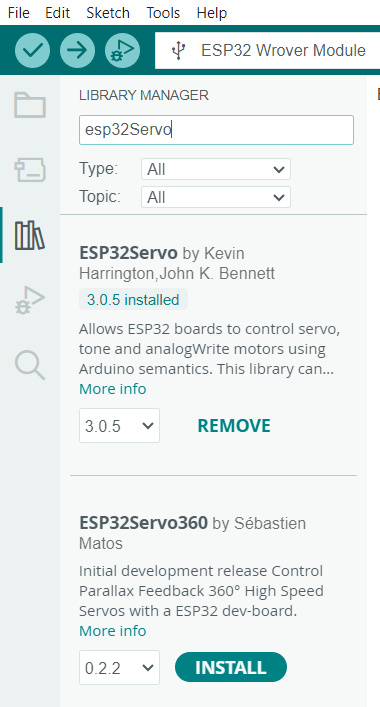 File Edit Sketch Tools Help
ESP32 Wrover Module
LIBRARY MANAGER
esp32Servo
Type: All
Topic: All
ESP32Servo by Kevin
Harrington,John K. Bennett
3.0.5 installed
Allows ESP32 boards to control servo,
tone and analogWrite motors using
Arduino semantics. This library can...
More info
3.0.5 REMOVE
ESP32Servo360 by Sébastien
Matos
Initial development release Control
Parallax Feedback 360° High Speed
Servos with a ESP32 dev-board.
More info
0.2.2 INSTALL